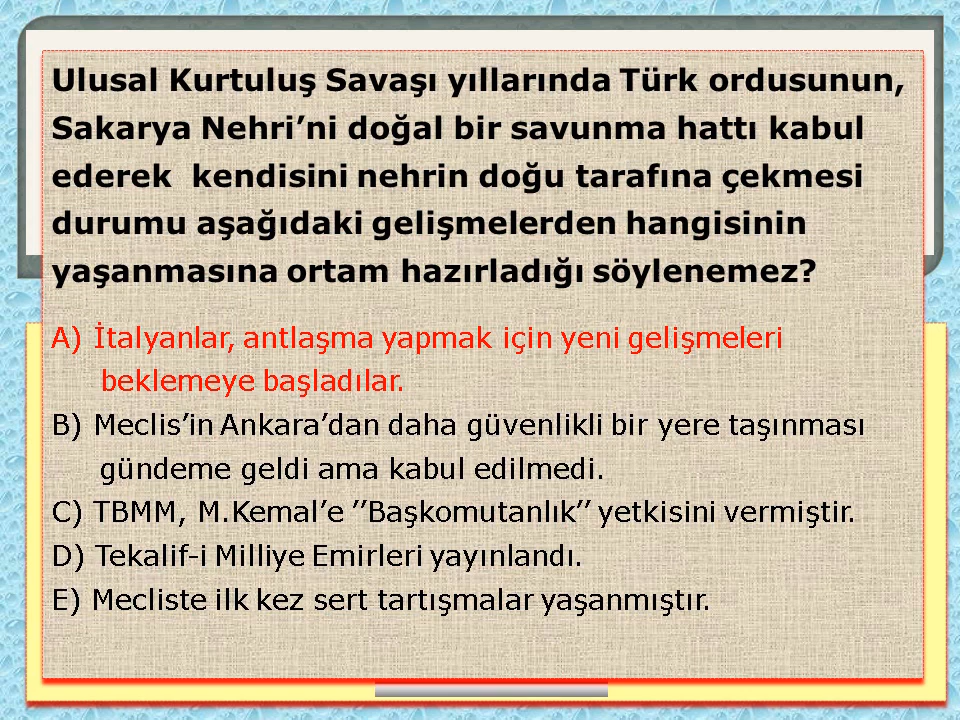 Ulusal Kurtuluş Savaşı yıllarında Türk ordusunun,
Sakarya Nehri’ni doğal bir savunma hattı kabul
ederek kendisini nehrin doğu tarafına çekmesi
durumu aşağıdaki gelişmelerden hangisinin
yaşanmasına ortam hazırladığı söylenemez?
A) İtalyanlar, antlaşma yapmak için yeni gelişmeleri
beklemeye başladılar.
B) Meclis’in Ankara’dan daha güvenlikli bir yere taşınması
gündeme geldi ama kabul edilmedi.
C) TBMM, M.Kemal’e ’’Başkomutanlık’’ yetkisini vermiştir.
D) Tekalif-i Milliye Emirleri yayınlandı.
E) Mecliste ilk kez sert tartışmalar yaşanmıştır.